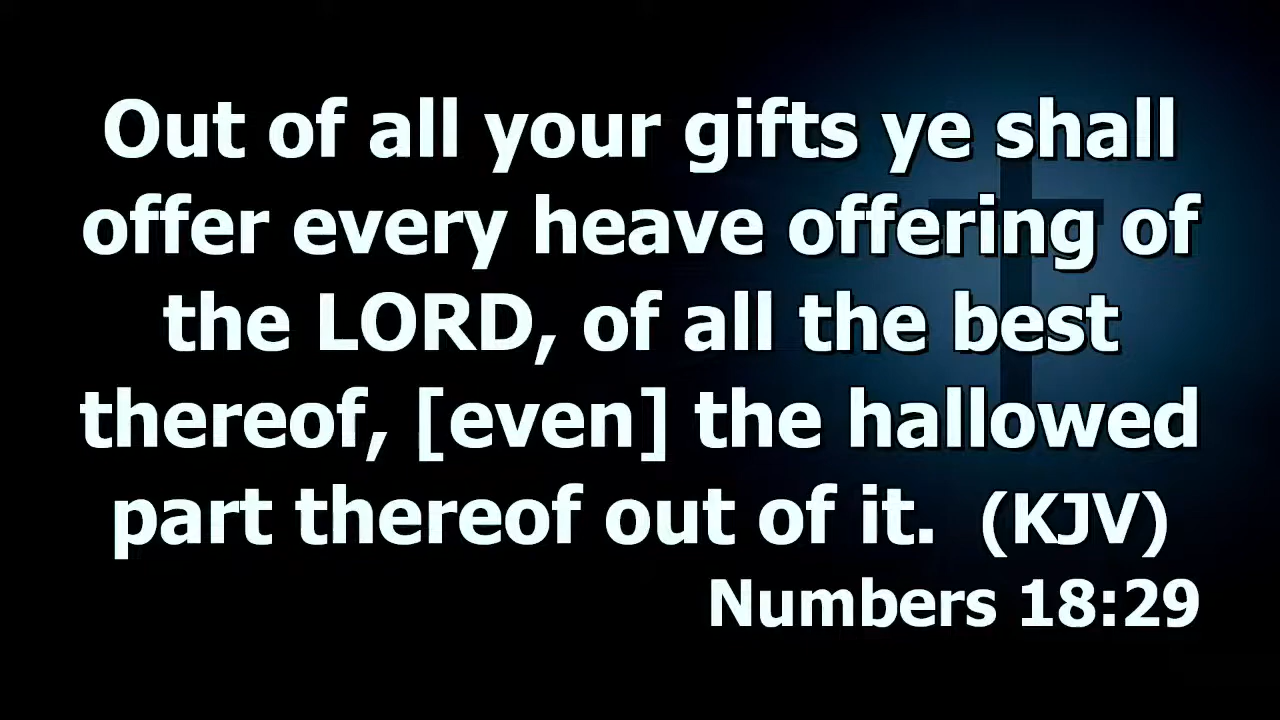 Out of all your gifts ye shall
offer every heave offering of
the LORD, of all the best
thereof, [even] the hallowed
part thereof out of it. (KJV)
Numbers 18:29